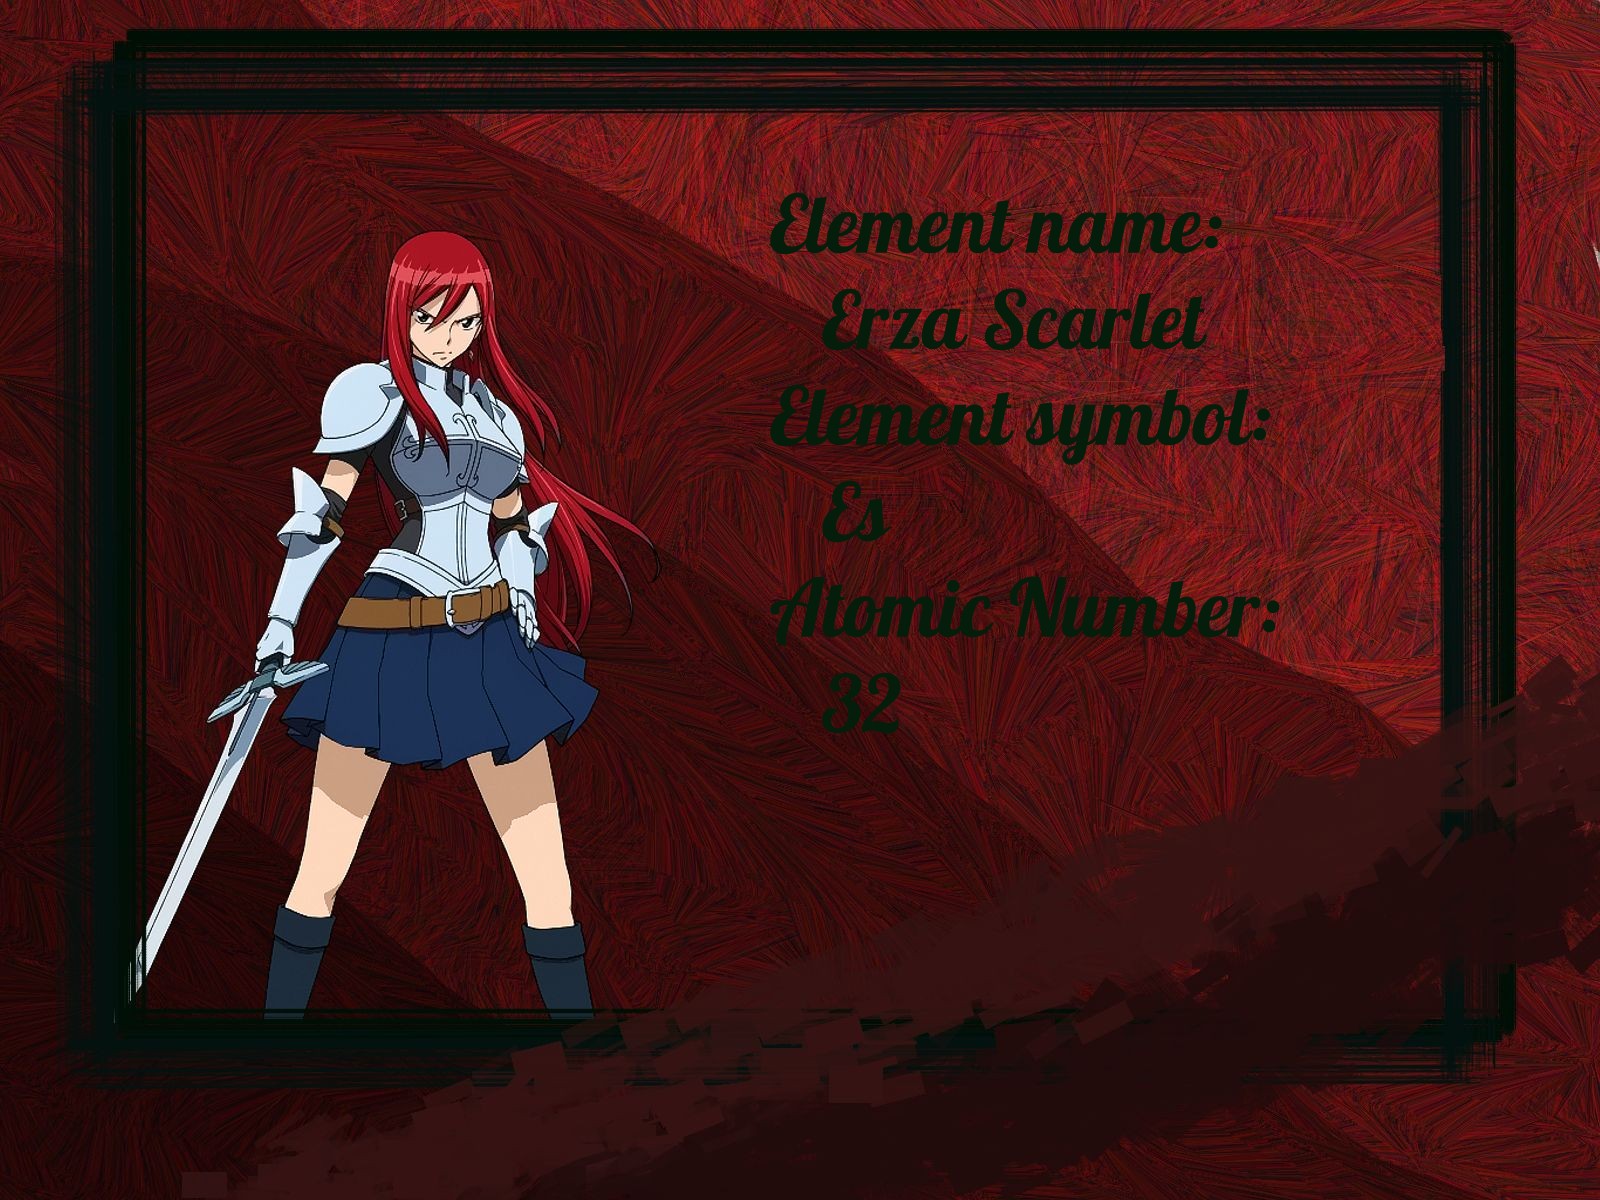 Element name:
Erza Scarlet
Element symbol:
Es
Atomic Number:
32